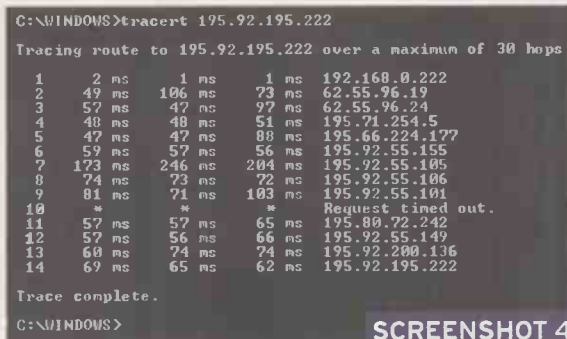 C:\WINDOWS>tracert 195.92.195.222
Tracing route to 195.92.195.222 over a maximum of 30 hops
1 2 ms 1 ms 1 ms 192.168.0.222
2 49 ms 106 ms 73 ms 62.55.96.19
3 57 ms 47 ms 97 ms 62.55.96.24
4 48 ms 48 ms 51 ms 195.71.254.5
5 47 ms 47 ms 88 ms 195.66.224.177
6 59 ms 57 ms 56 ms 195.92.55.155
7 173 ms 246 ms 204 ms 195.92.55.105
8 74 ms 73 ms 72 ms 195.92.55.106
9 81 ms 71 ms 103 ms 195.92.55.101
10 * * * Request timed out.
11 57 ms 57 ms 65 ms 195.80.72.242
12 57 ms 56 ms 66 ms 195.92.55.149
13 60 ms 74 ms 74 ms 195.92.200.136
14 69 ms 65 ms 62 ms 195.92.195.222
Trace complete.
C:\WINDOWS>
SCREENSHOT 4